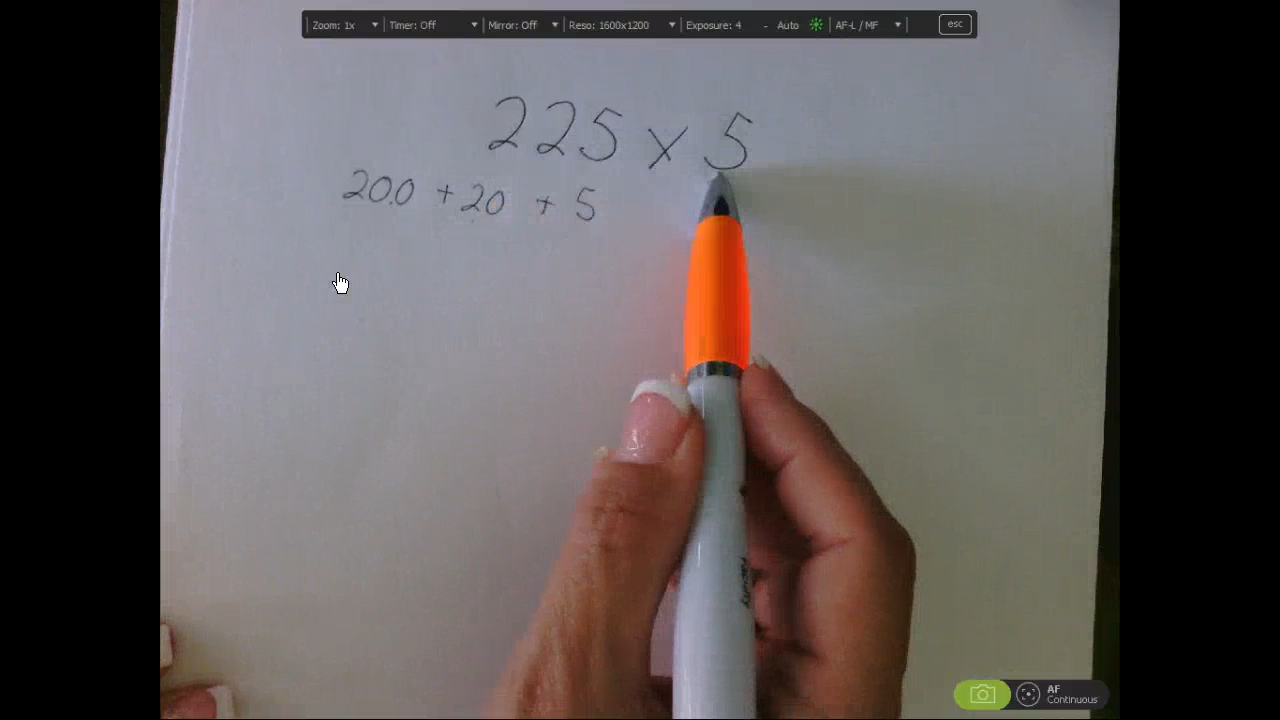 Zoom: 1x Timer: Off Mirror: Off Reso: 1600x1200 Exposure: 4 - Auto AF-L / MF esc
225 x 5
200 + 20 + 5
AF
Continuous